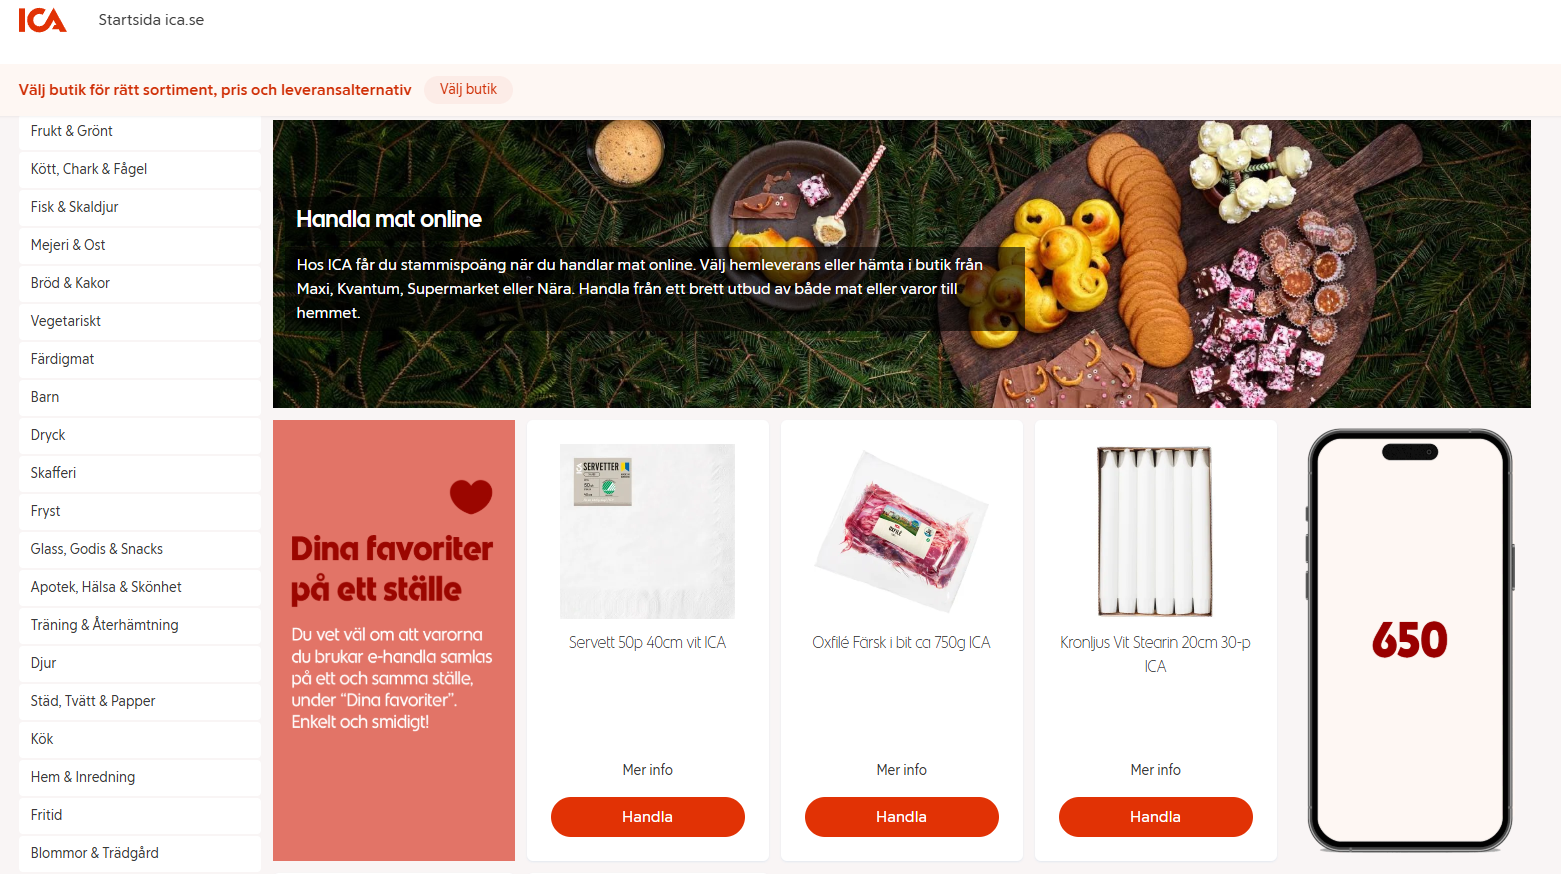 ICA
Startsida ica.se
Välj butik för rätt sortiment, pris och leveransalternativ
Välj butik
Frukt & Grönt
Kött, Chark & Fågel
Fisk & Skaldjur
Mejeri & Ost
Bröd & Kakor
Vegetariskt
Färdigmat
Barn
Dryck
Skafferi
Fryst
Glass, Godis & Snacks
Apotek, Hälsa & Skönhet
Träning & Återhämtning
Djur
Städ, Tvätt & Papper
Kök
Hem & Inredning
Fritid
Blommor & Trädgård
Handla mat online
Hos ICA får du stammispoäng när du handlar mat online. Välj hemleverans eller hämta i butik från
Maxi, Kvantum, Supermarket eller Nära. Handla från ett brett utbud av både mat eller varor till
hemmet.
Dina favoriter
på ett ställe
Du vet väl om att varorna
du brukar e-handla samlas
på ett och samma ställe,
under “Dina favoriter”.
Enkelt och smidigt!
SERVETTER
Servett 50p 40cm vit ICA
Mer info
Handla
Oxfilé Färsk i bit ca 750g ICA
Mer info
Handla
Kronljus Vit Stearin 20cm 30-p
ICA
Mer info
Handla
650